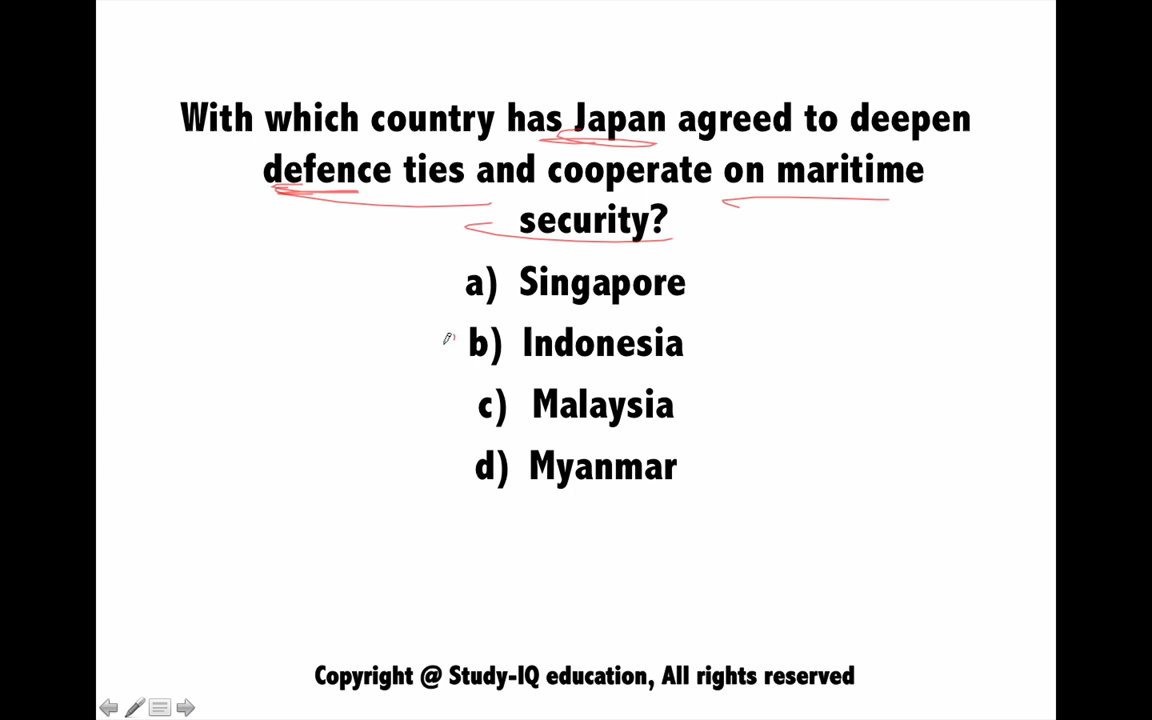 With which country has Japan agreed to deepen
defence ties and cooperate on maritime
security?
a) Singapore
b) Indonesia
c) Malaysia
d) Myanmar
Copyright @ Study-IQ education, All rights reserved